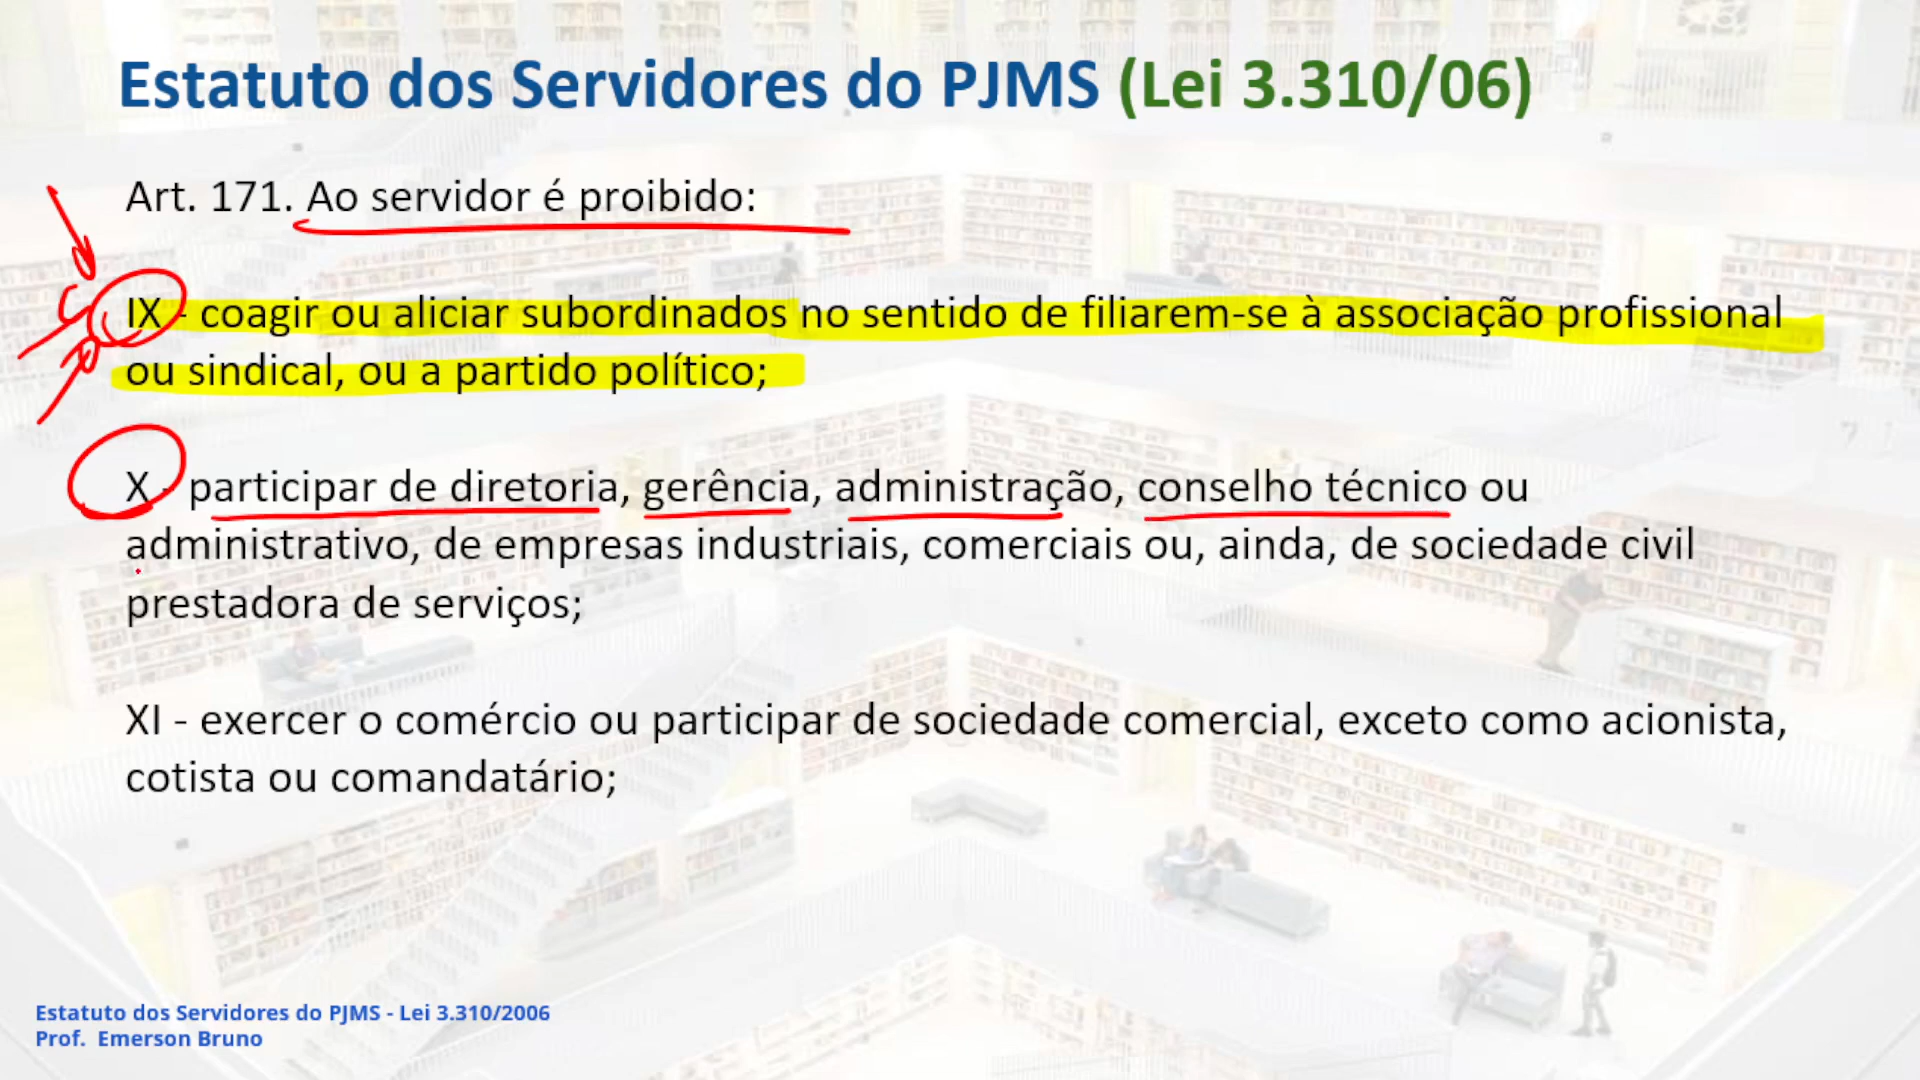 Estatuto dos Servidores do PJMS (Lei 3.310/06)
Art. 171. Ao servidor é proibido:
IX - coagir ou aliciar subordinados no sentido de filiarem-se à associação profissional
ou sindical, ou a partido político;
X - participar de diretoria, gerência, administração, conselho técnico ou
administrativo, de empresas industriais, comerciais ou, ainda, de sociedade civil
prestadora de serviços;
XI - exercer o comércio ou participar de sociedade comercial, exceto como acionista,
cotista ou comandatário;
Estatuto dos Servidores do PJMS - Lei 3.310/2006
Prof. Emerson Bruno